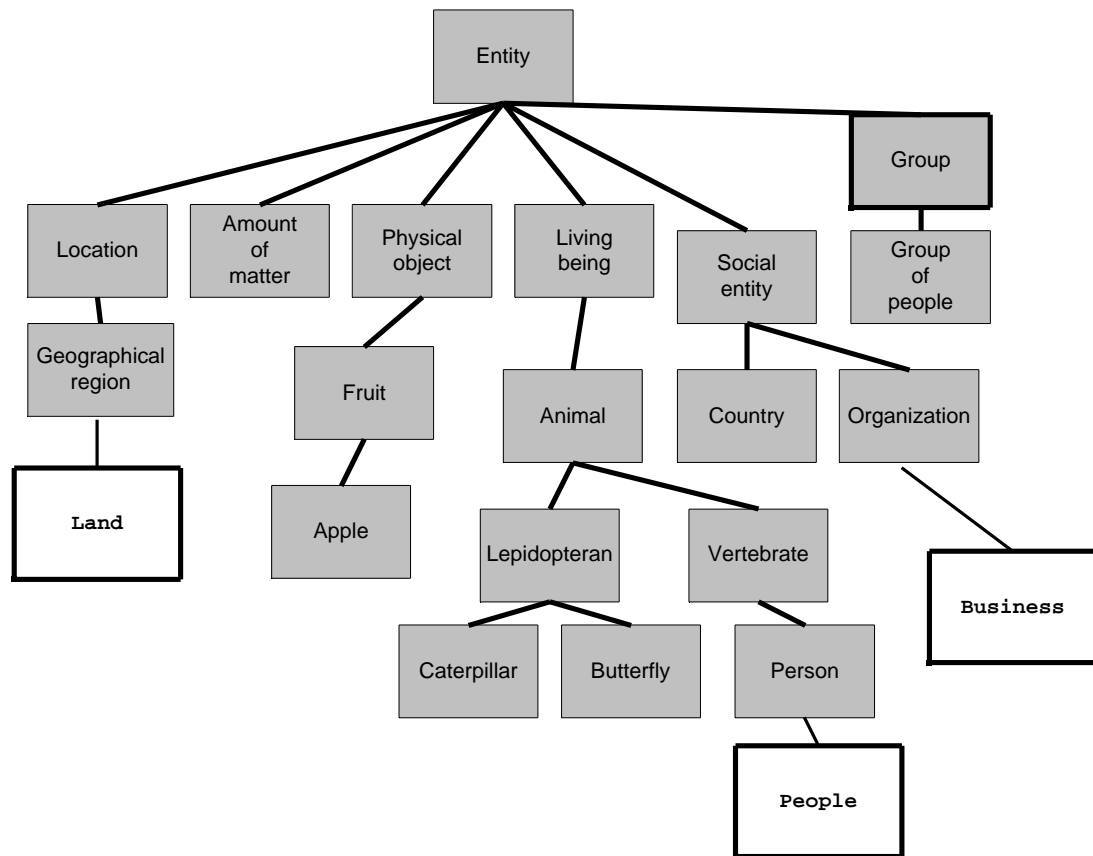 Entity
Group
Location
Amount
of
matter
Physical
object
Living
being
Social
entity
Group
of
people
Geographical
region
Fruit
Animal
Country
Organization
Land
Apple
Lepidopteran
Vertebrate
Business
Caterpillar
Butterfly
Person
People